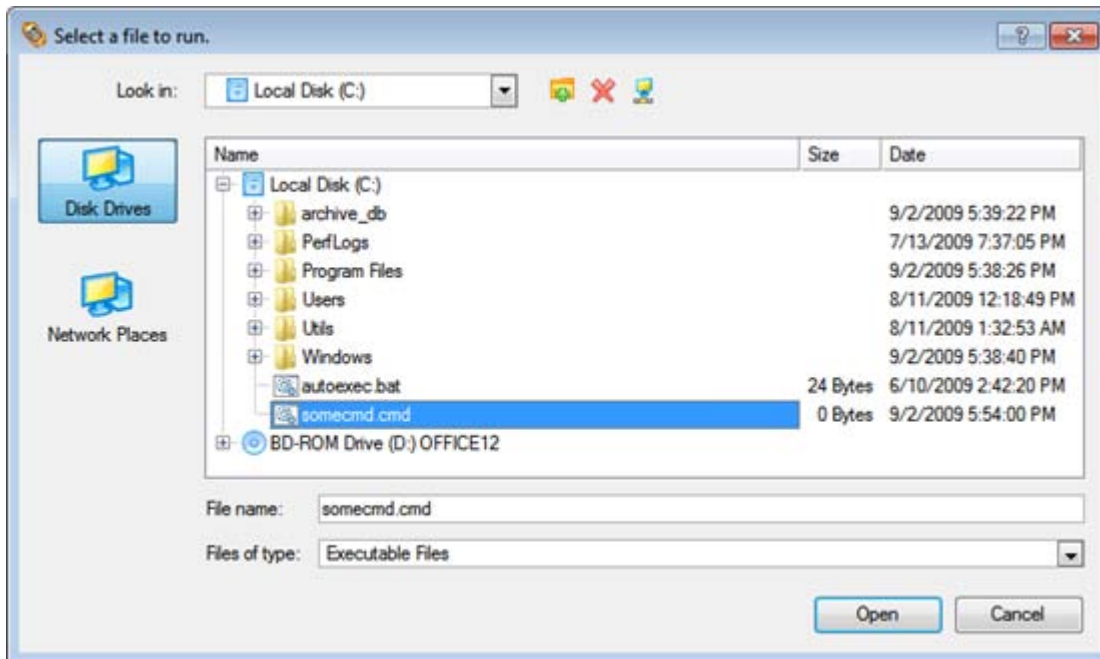 Select a file to run.
Look in: Local Disk (C:)
Name Size Date
Local Disk (C:)
Disk Drives
archive_db 9/2/2009 5:39:22 PM
PerfLogs 7/13/2009 7:37:05 PM
Program Files 9/2/2009 5:38:26 PM
Users 8/11/2009 12:18:49 PM
Network Places
Utils 8/11/2009 1:32:53 AM
Windows 9/2/2009 5:38:40 PM
autoexec.bat 24 Bytes 6/10/2009 2:42:20 PM
somecmd.cmd 0 Bytes 9/2/2009 5:54:00 PM
BD-ROM Drive (D:) OFFICE12
File name: somecmd.cmd
Files of type: Executable Files
Open Cancel